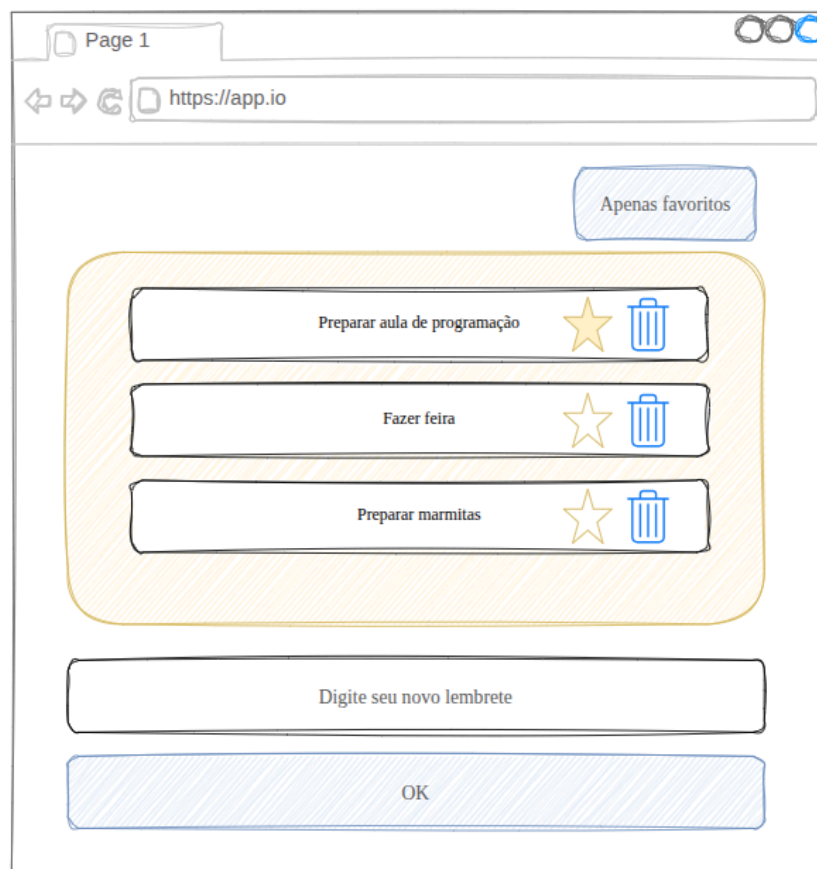 Page 1
https://app.io
Apenas favoritos
Preparar aula de programação
Fazer feira
Preparar marmitas
Digite seu novo lembrete
OK